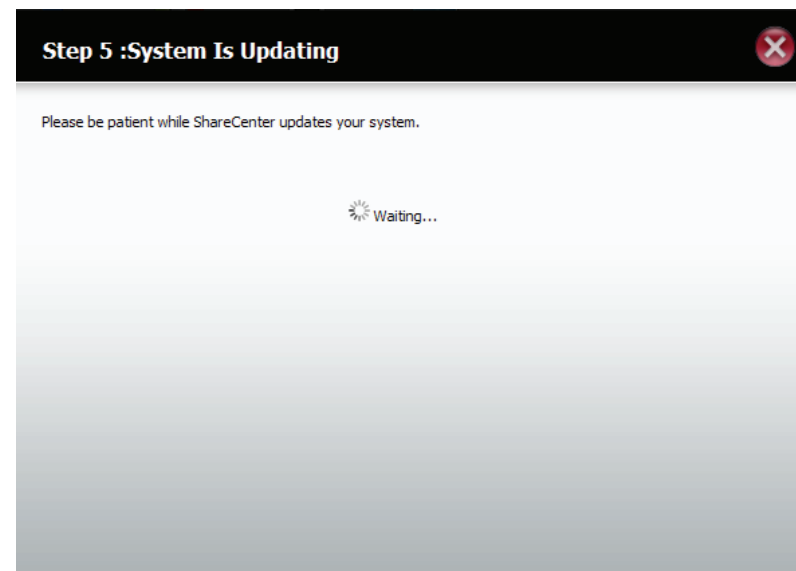 Step 5 :System Is Updating
Please be patient while ShareCenter updates your system.
Waiting...